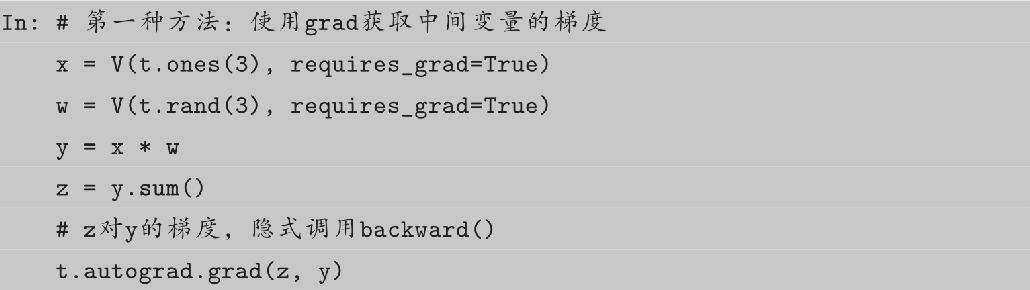 In: # 第一种方法：使用grad获取中间变量的梯度
x = V(t.ones(3), requires_grad=True)
w = V(t.rand(3), requires_grad=True)
y = x * w
z = y.sum()
# z对y的梯度，隐式调用backward()
t.autograd.grad(z, y)